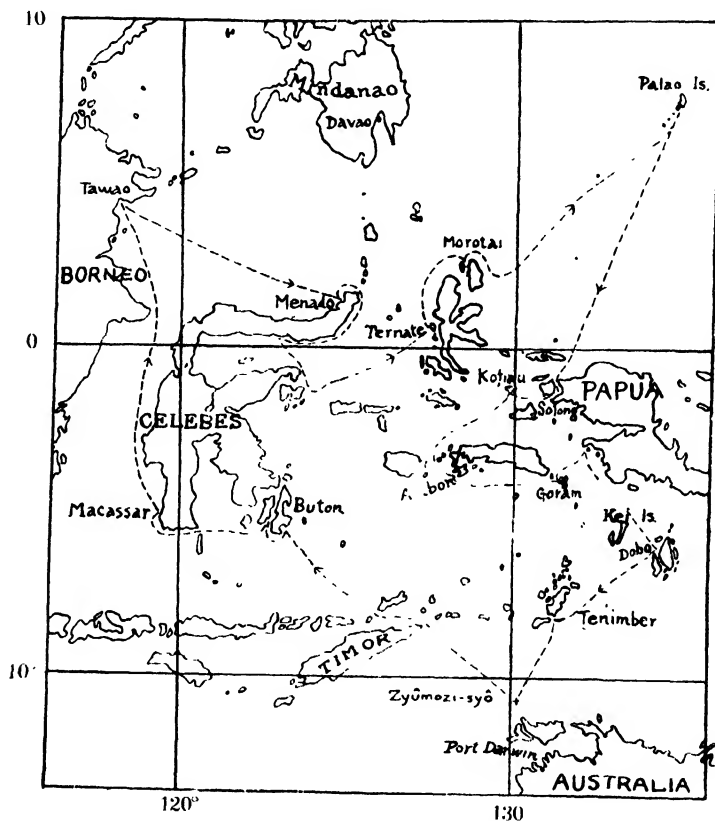 10
Palao Is.
Mindanao
Davao
Tawao
Morotai
BORNEO
Menado
Ternate
0
Kotiau
PAPUA
Solong
CELEBES
Goram
Macassar
Buton
Kei Is.
Dobo
Tenimber
TIMOR
10
Zyûmozi-syô
Port Darwin
AUSTRALIA
120°
130